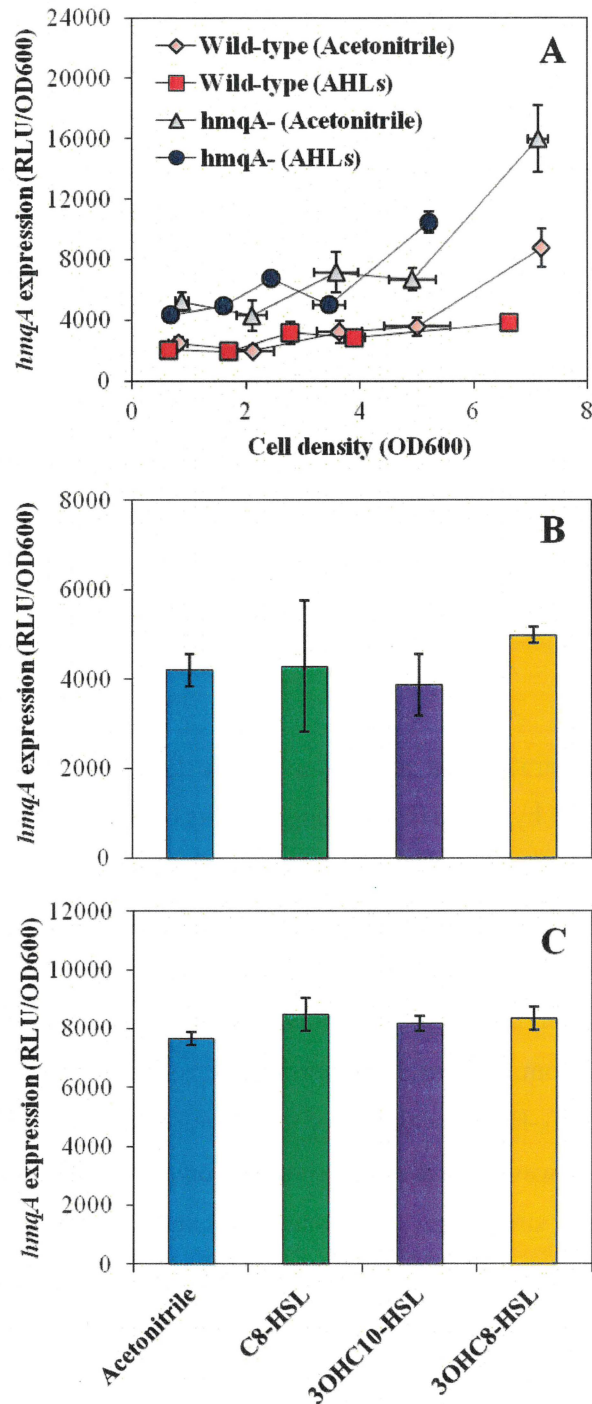 A
Wild-type (Acetonitrile)
Wild-type (AHLs)
hmqA- (Acetonitrile)
hmqA- (AHLs)
24000
20000
16000
12000
8000
4000
0
hmqA expression (RLU/OD600)
0 2 4 6 8
Cell density (OD600)
B
8000
6000
4000
2000
0
hmqA expression (RLU/OD600)
C
12000
10000
8000
6000
4000
2000
0
hmqA expression (RLU/OD600)
Acetonitrile
C8-HSL
3OHC10-HSL
3OHC8-HSL